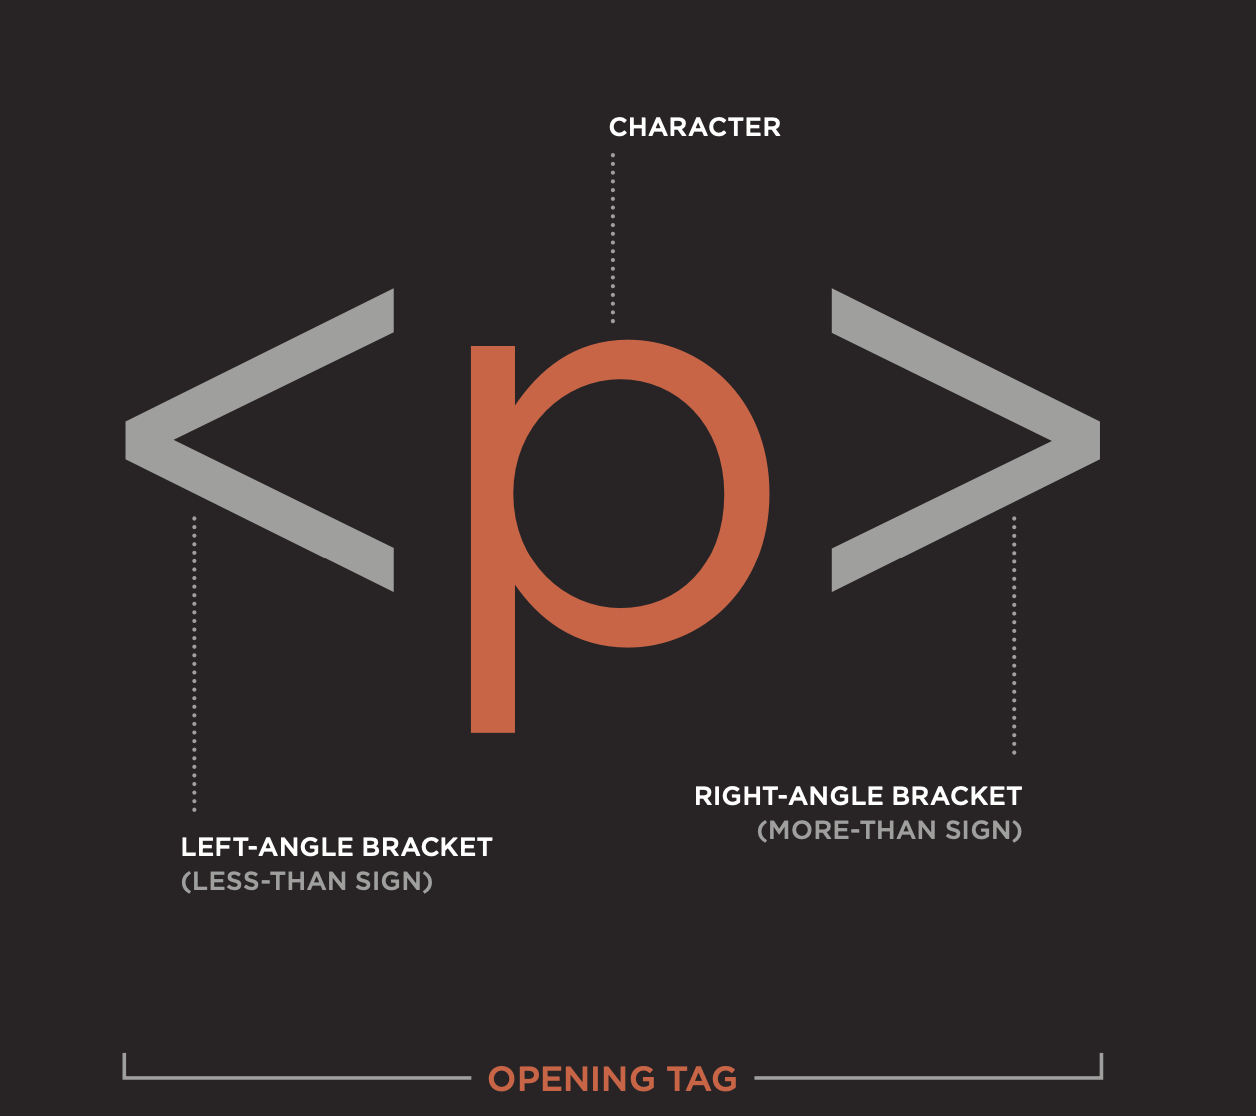 CHARACTER
<p>
RIGHT-ANGLE BRACKET
(MORE-THAN SIGN)
LEFT-ANGLE BRACKET
(LESS-THAN SIGN)
OPENING TAG